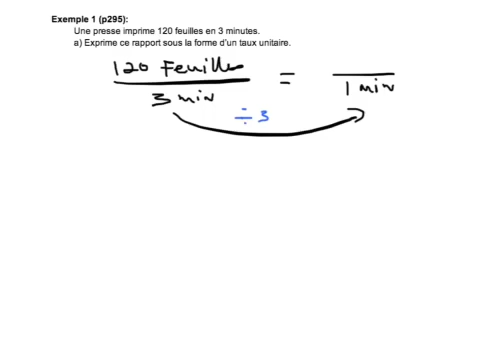 Exemple 1 (p295):
Une presse imprime 120 feuilles en 3 minutes.
a) Exprime ce rapport sous la forme d'un taux unitaire.
120 Feuilles
=
3 min
1 min
÷3